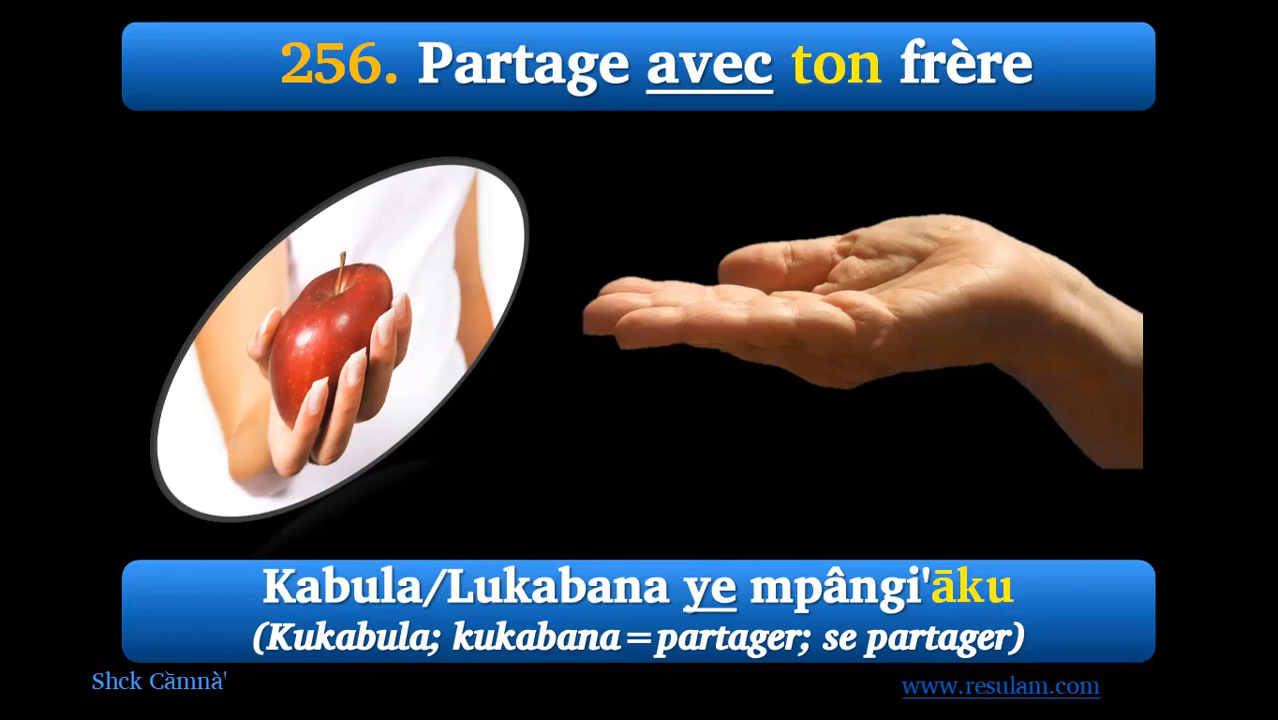 256. Partage avec ton frère
Kabula/Lukabana ye mpângi'āku
(Kukabula; kukabana=partager; se partager)
Shck Cămnà'
www.resulam.com